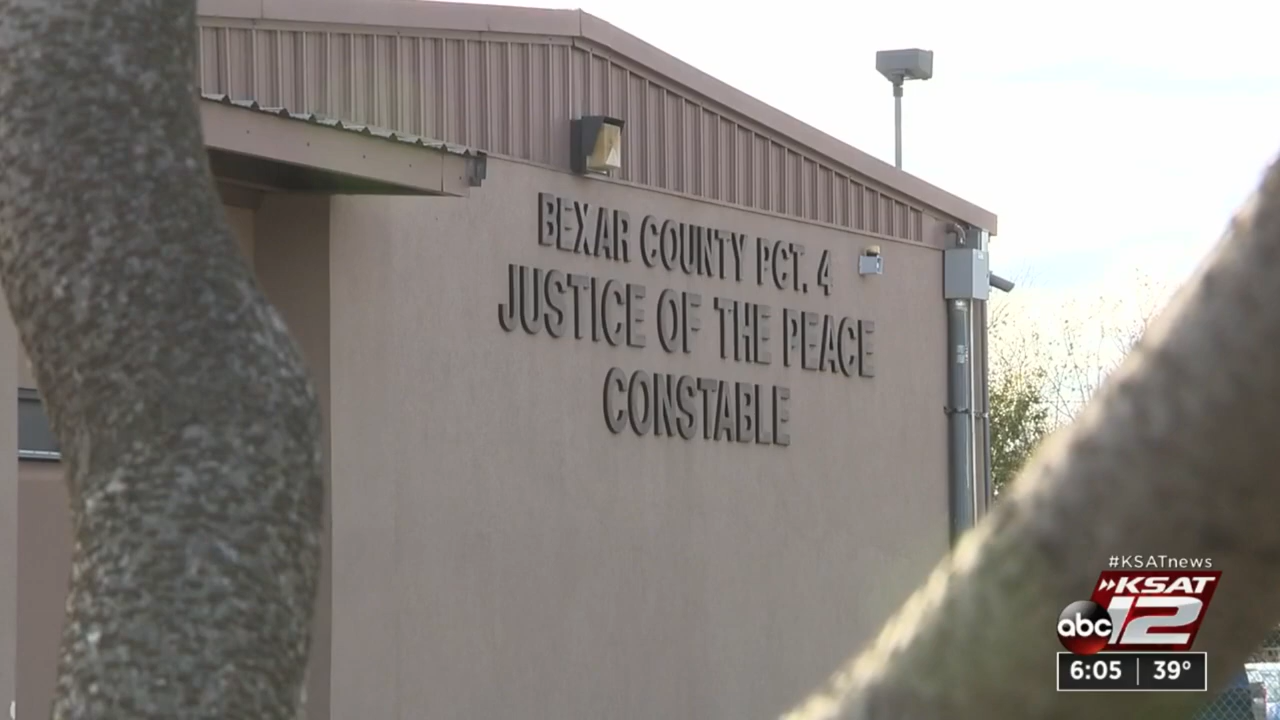 BEXAR COUNTY PCT. 4
JUSTICE OF THE PEACE
CONSTABLE
#KSATnews
KSAT
abc 12
6:05 39°